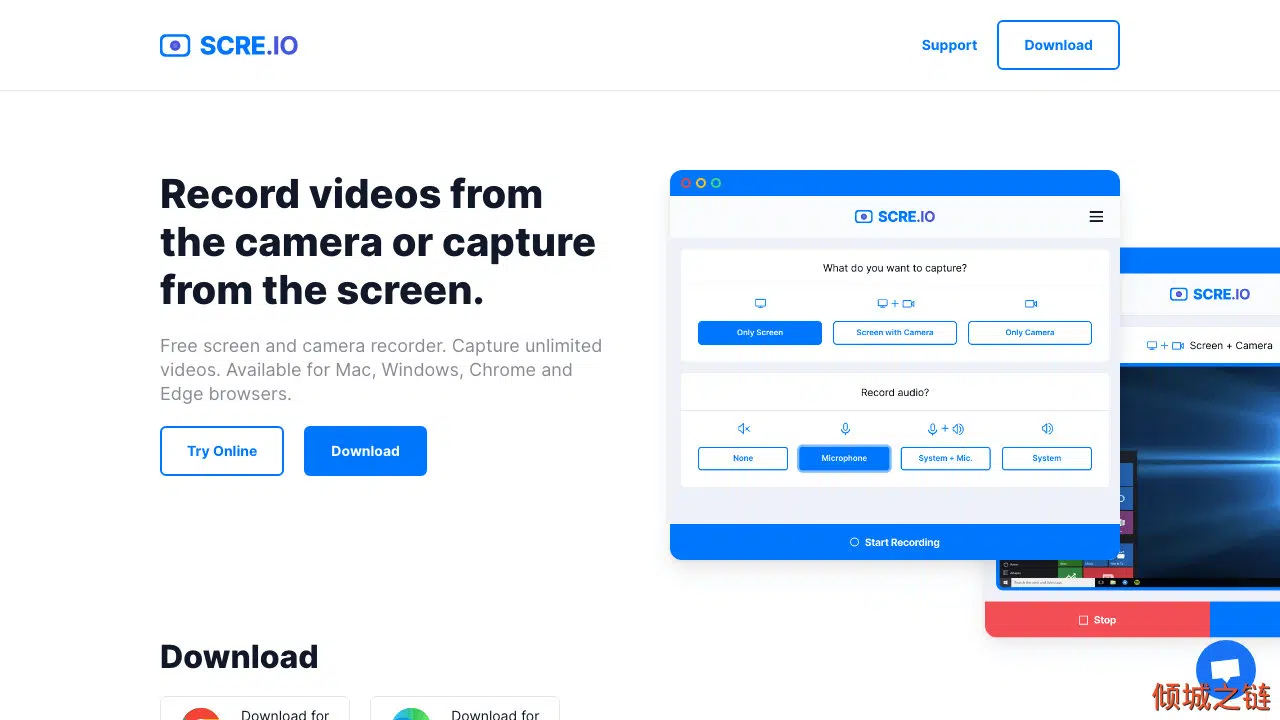 SCRE.IO
Support
Download
Record videos from
the camera or capture
from the screen.
Free screen and camera recorder. Capture unlimited
videos. Available for Mac, Windows, Chrome and
Edge browsers.
Try Online
Download
SCRE.IO
What do you want to capture?
Only Screen
Screen with Camera
Only Camera
Record audio?
None
Microphone
System + Mic.
System
Start Recording
SCRE.IO
Screen + Camera
Stop
Download
Download for
Download for
倾城之链